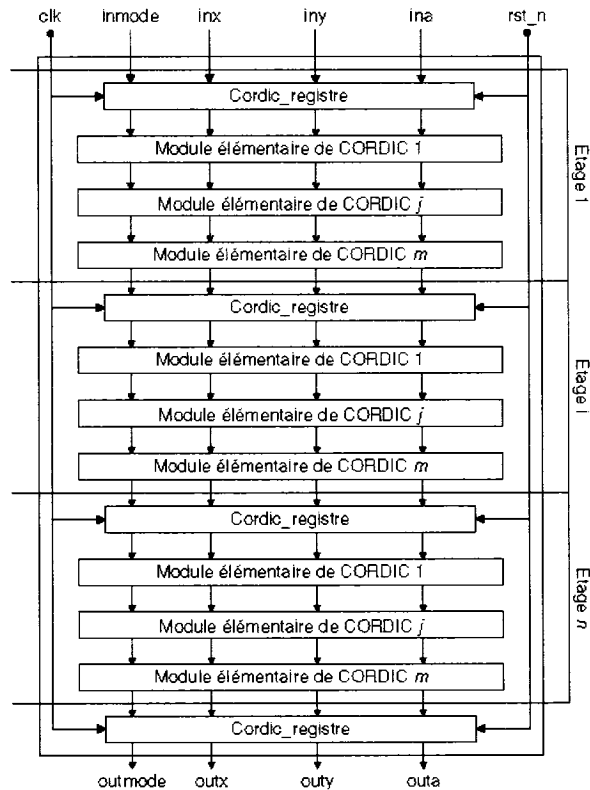 clk inmode inx iny ina rst_n
Cordic_registre
Module élémentaire de CORDIC 1
Module élémentaire de CORDIC j
Module élémentaire de CORDIC m
Etage 1
Cordic_registre
Module élémentaire de CORDIC 1
Module élémentaire de CORDIC j
Module élémentaire de CORDIC m
Etage i
Cordic_registre
Module élémentaire de CORDIC 1
Module élémentaire de CORDIC j
Module élémentaire de CORDIC m
Etage n
Cordic_registre
outmode outx outy outa